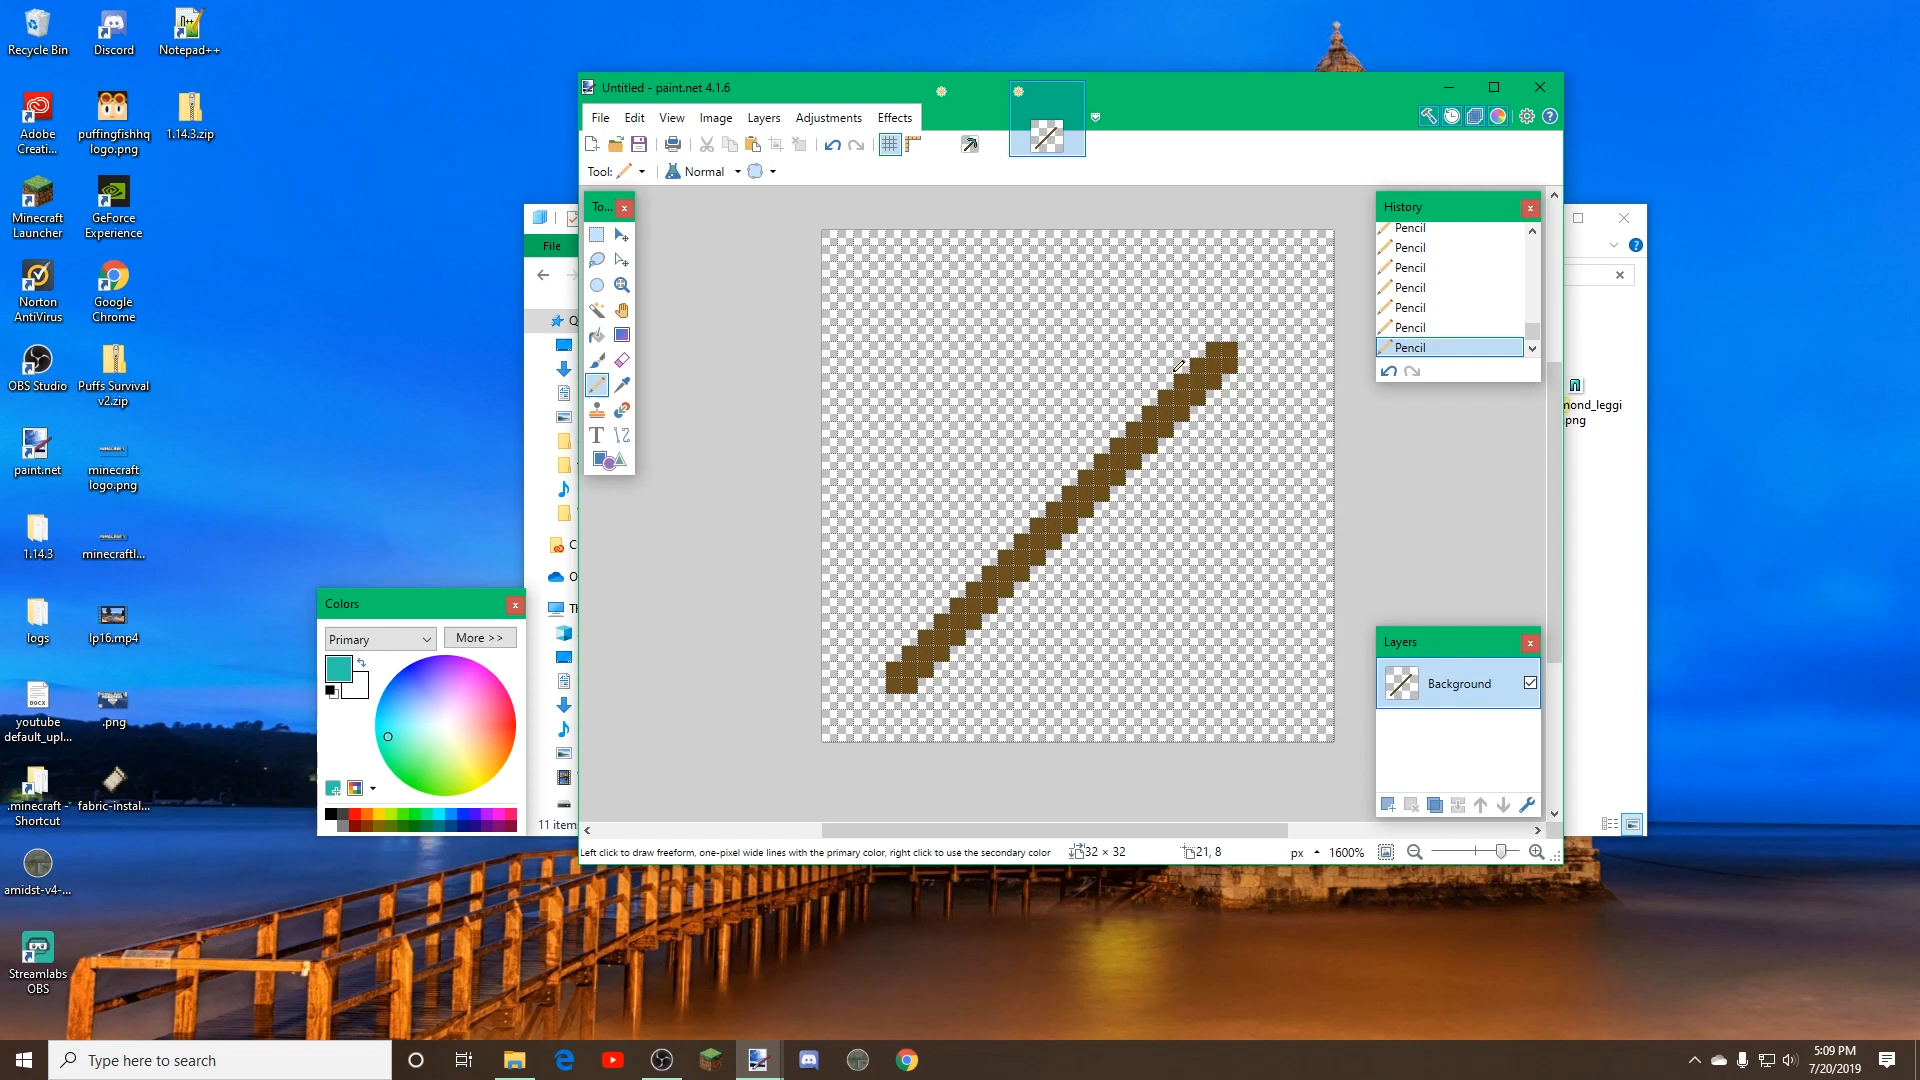 Recycle Bin
Discord
Notepad++
Adobe
Creati...
puffingfishhq
logo.png
1.14.3.zip
Minecraft
Launcher
GeForce
Experience
Norton
AntiVirus
Google
Chrome
OBS Studio
Puffs Survival
v2.zip
paint.net
minecraft
logo.png
1.14.3
minecraftl...
logs
lp16.mp4
youtube
default_upl...
.png
.minecraft -
Shortcut
fabric-instal...
amidst-v4-...
Streamlabs
OBS
Untitled - paint.net 4.1.6
File Edit View Image Layers Adjustments Effects
Tool: Normal
To...
File
11 item
History
Pencil
Pencil
Pencil
Pencil
Pencil
Pencil
Pencil
Layers
Background
Colors
Primary
More >>
Left click to draw freeform, one-pixel wide lines with the primary color, right click to use the secondary color
32 × 32
21, 8
px
1600%
mond_leggi
png
Type here to search
5:09 PM
7/20/2019